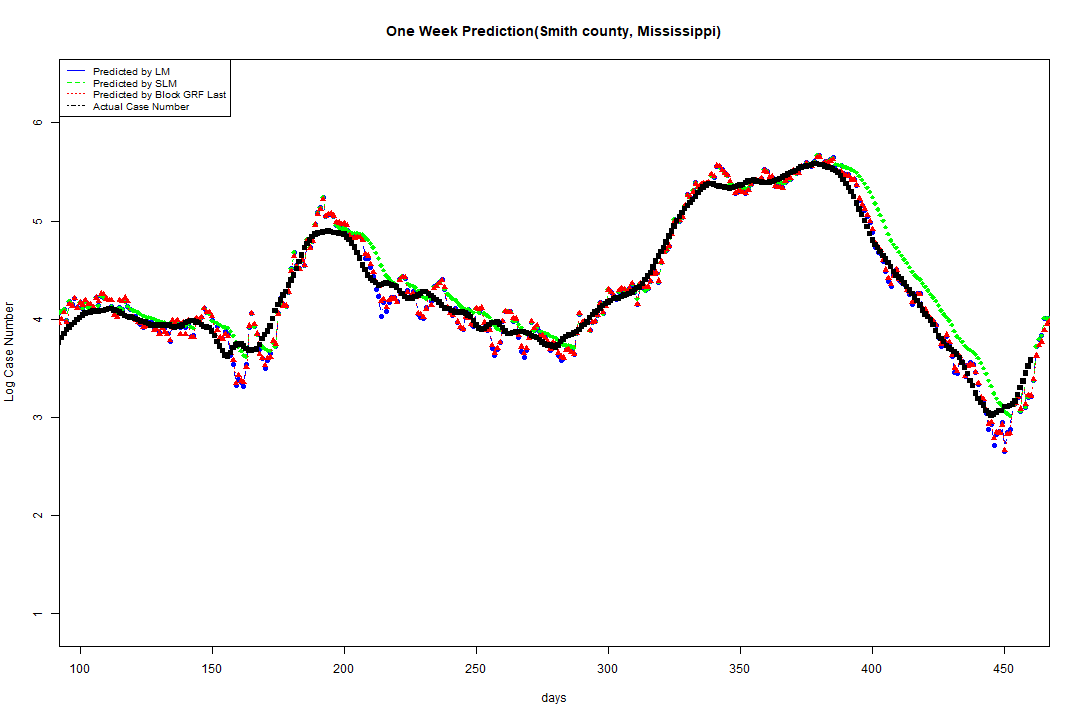 One Week Prediction(Smith county, Mississippi)
Predicted by LM
Predicted by SLM
Predicted by Block GRF Last
Actual Case Number
Log Case Number
6
5
4
3
2
1
100 150 200 250 300 350 400 450
days